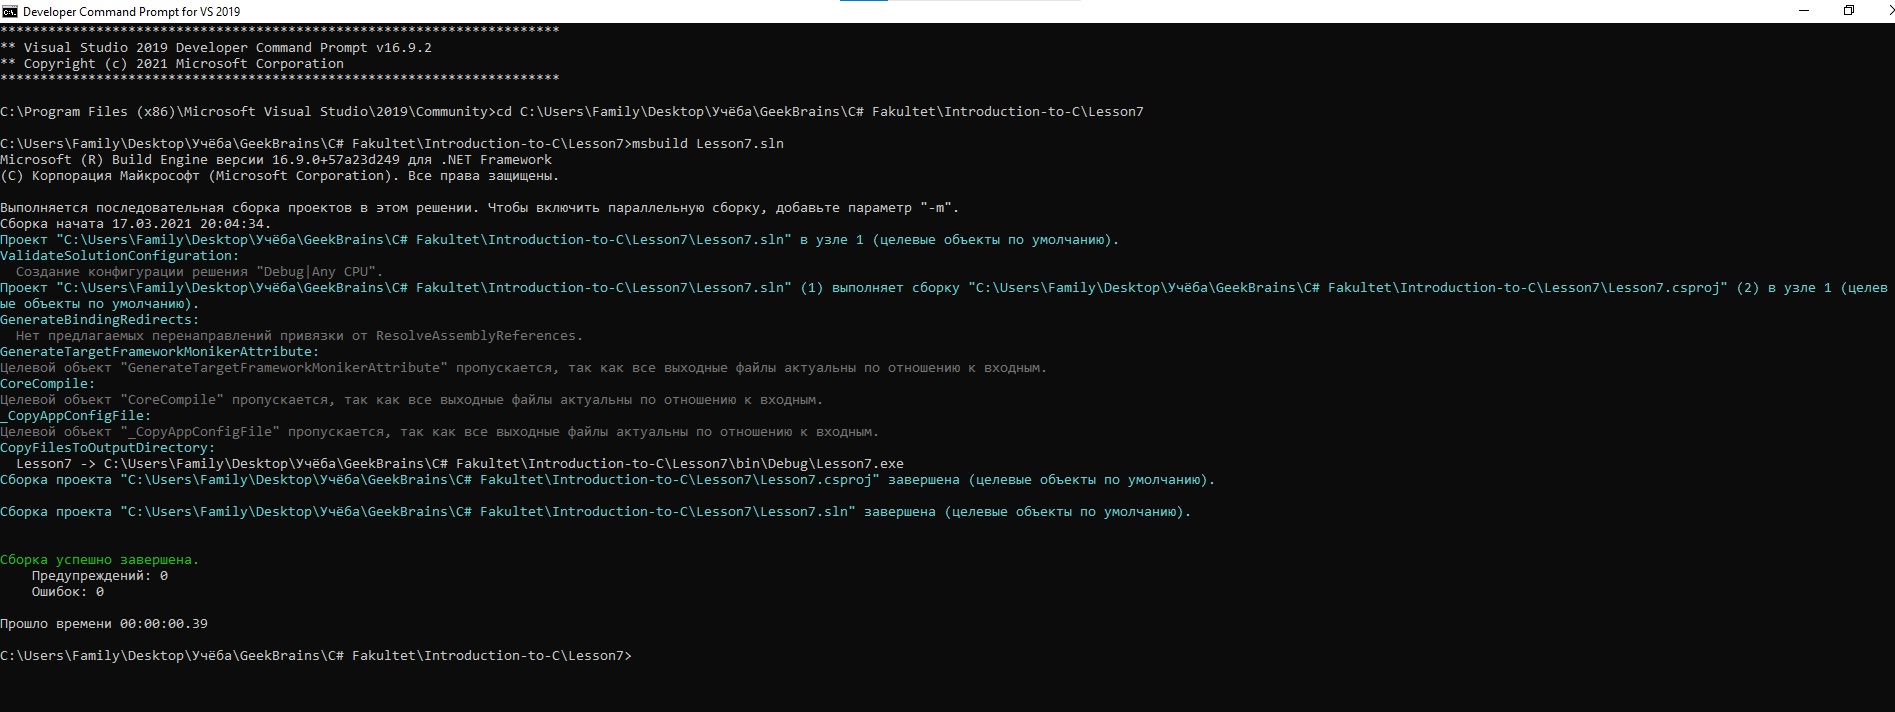 Developer Command Prompt for VS 2019
**********************************************************************
** Visual Studio 2019 Developer Command Prompt v16.9.2
** Copyright (c) 2021 Microsoft Corporation
**********************************************************************
C:\Program Files (x86)\Microsoft Visual Studio\2019\Community>cd C:\Users\Family\Desktop\Учёба\GeekBrains\C# Fakultet\Introduction-to-C\Lesson7
C:\Users\Family\Desktop\Учёба\GeekBrains\C# Fakultet\Introduction-to-C\Lesson7>msbuild Lesson7.sln
Microsoft (R) Build Engine версии 16.9.0+57a23d249 для .NET Framework
(C) Корпорация Майкрософт (Microsoft Corporation). Все права защищены.
Выполняется последовательная сборка проектов в этом решении. Чтобы включить параллельную сборку, добавьте параметр "-m".
Сборка начата 17.03.2021 20:04:34.
Проект "C:\Users\Family\Desktop\Учёба\GeekBrains\C# Fakultet\Introduction-to-C\Lesson7\Lesson7.sln" в узле 1 (целевые объекты по умолчанию).
ValidateSolutionConfiguration:
  Создание конфигурации решения "Debug|Any CPU".
Проект "C:\Users\Family\Desktop\Учёба\GeekBrains\C# Fakultet\Introduction-to-C\Lesson7\Lesson7.sln" (1) выполняет сборку "C:\Users\Family\Desktop\Учёба\GeekBrains\C# Fakultet\Introduction-to-C\Lesson7\Lesson7.csproj" (2) в узле 1 (целев
ые объекты по умолчанию).
GenerateBindingRedirects:
  Нет предлагаемых перенаправлений привязки от ResolveAssemblyReferences.
GenerateTargetFrameworkMonikerAttribute:
Целевой объект "GenerateTargetFrameworkMonikerAttribute" пропускается, так как все выходные файлы актуальны по отношению к входным.
CoreCompile:
Целевой объект "CoreCompile" пропускается, так как все выходные файлы актуальны по отношению к входным.
_CopyAppConfigFile:
Целевой объект "_CopyAppConfigFile" пропускается, так как все выходные файлы актуальны по отношению к входным.
CopyFilesToOutputDirectory:
  Lesson7 -> C:\Users\Family\Desktop\Учёба\GeekBrains\C# Fakultet\Introduction-to-C\Lesson7\bin\Debug\Lesson7.exe
Сборка проекта "C:\Users\Family\Desktop\Учёба\GeekBrains\C# Fakultet\Introduction-to-C\Lesson7\Lesson7.csproj" завершена (целевые объекты по умолчанию).
Сборка проекта "C:\Users\Family\Desktop\Учёба\GeekBrains\C# Fakultet\Introduction-to-C\Lesson7\Lesson7.sln" завершена (целевые объекты по умолчанию).
Сборка успешно завершена.
    Предупреждений: 0
    Ошибок: 0
Прошло времени 00:00:00.39
C:\Users\Family\Desktop\Учёба\GeekBrains\C# Fakultet\Introduction-to-C\Lesson7>